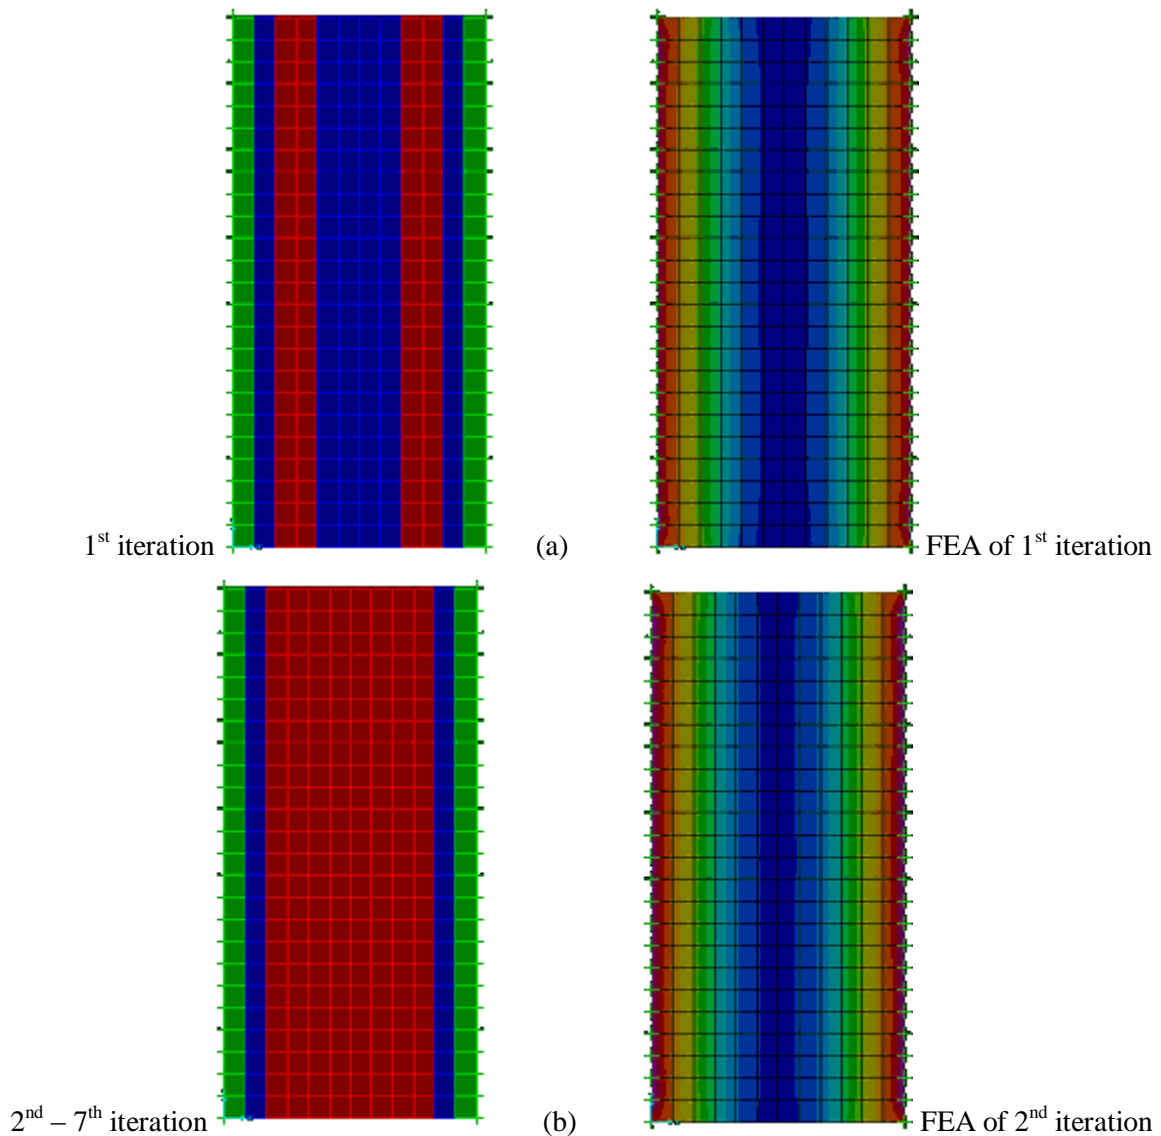 1st iteration (a) FEA of 1st iteration
2nd – 7th iteration (b) FEA of 2nd iteration